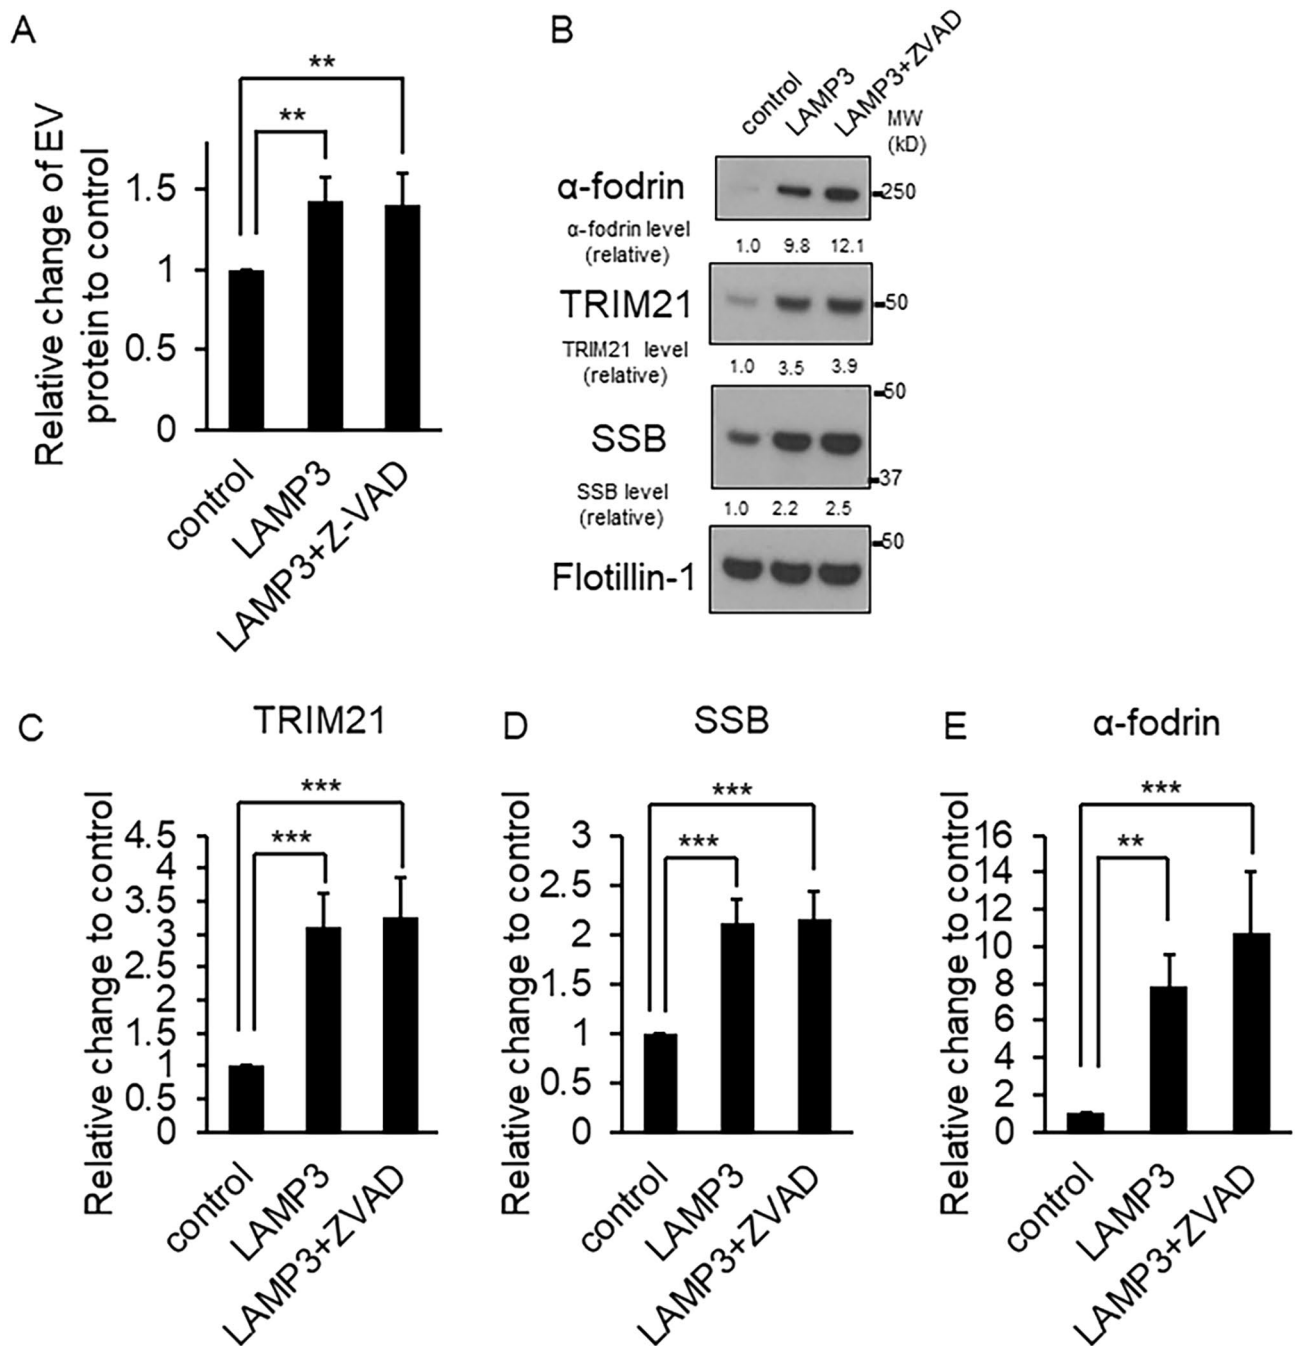 A
Relative change of EV
protein to control
**
**
1.5
1
0.5
0
control
LAMP3
LAMP3+Z-VAD
B
control
LAMP3
LAMP3+ZVAD
MW
(kD)
α-fodrin
250
α-fodrin level
(relative)
1.0 9.8 12.1
TRIM21
50
TRIM21 level
(relative)
1.0 3.5 3.9
50
SSB
37
SSB level
(relative)
1.0 2.2 2.5
50
Flotillin-1
C
TRIM21
Relative change to control
***
***
4.5
4
3.5
3
2.5
2
1.5
1
0.5
0
control
LAMP3
LAMP3+ZVAD
D
SSB
Relative change to control
***
***
3
2.5
2
1.5
1
0.5
0
control
LAMP3
LAMP3+ZVAD
E
α-fodrin
Relative change to control
***
**
16
14
12
10
8
6
4
2
0
control
LAMP3
LAMP3+ZVAD